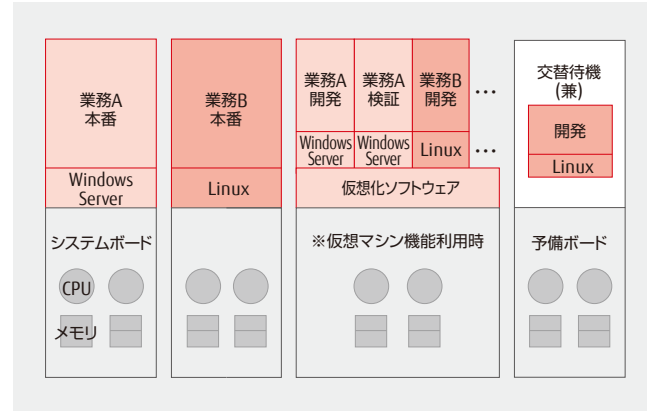 業務A
本番
Windows
Server
システムボード
CPU
メモリ
業務B
本番
Linux
業務A
開発
業務A
検証
業務B
開発
…
Windows
Server
Windows
Server
Linux
…
仮想化ソフトウェア
※仮想マシン機能利用時
交替待機
(兼)
開発
Linux
予備ボード